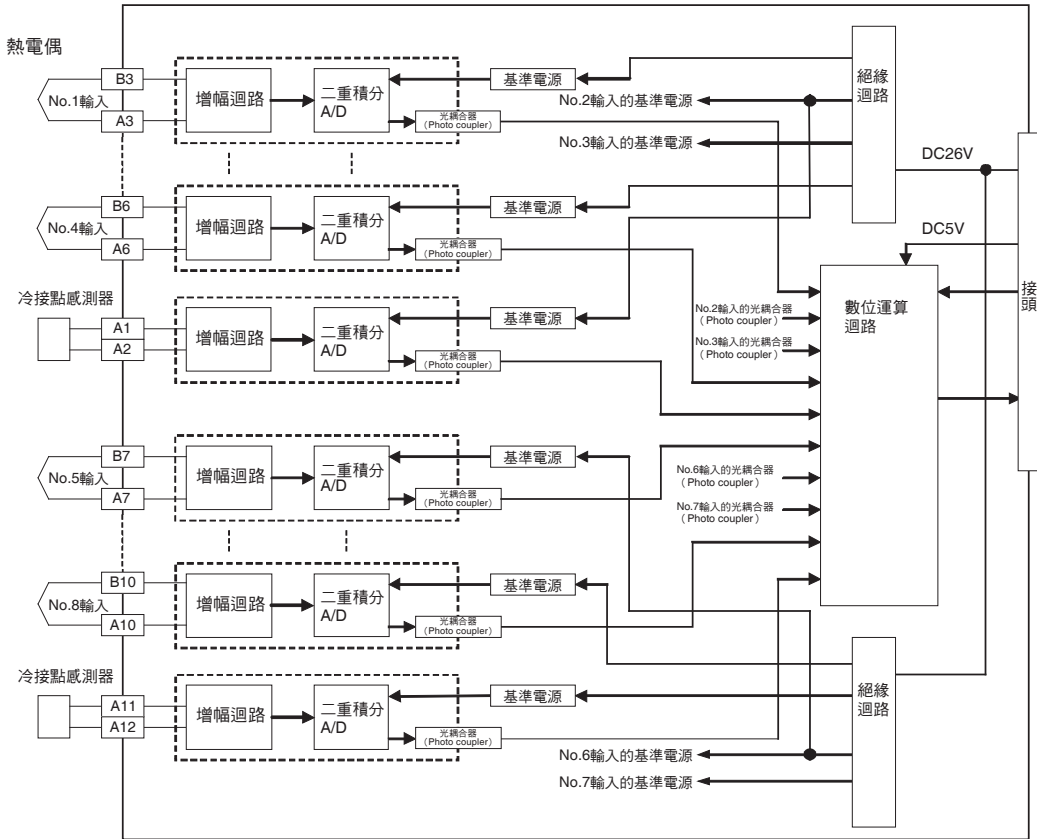 熱電偶
B3
No.1輸入
A3
增幅迴路
二重積分
A/D
基準電源
光耦合器
(Photo coupler)
No.2輸入的基準電源
No.3輸入的基準電源
絕緣
迴路
DC26V
DC5V
接
頭
B6
No.4輸入
A6
增幅迴路
二重積分
A/D
基準電源
光耦合器
(Photo coupler)
冷接點感測器
A1
A2
增幅迴路
二重積分
A/D
基準電源
光耦合器
(Photo coupler)
No.2輸入的光耦合器
(Photo coupler)
No.3輸入的光耦合器
(Photo coupler)
數位運算
迴路
B7
No.5輸入
A7
增幅迴路
二重積分
A/D
基準電源
光耦合器
(Photo coupler)
No.6輸入的光耦合器
(Photo coupler)
No.7輸入的光耦合器
(Photo coupler)
B10
No.8輸入
A10
增幅迴路
二重積分
A/D
基準電源
光耦合器
(Photo coupler)
冷接點感測器
A11
A12
增幅迴路
二重積分
A/D
基準電源
光耦合器
(Photo coupler)
絕緣
迴路
No.6輸入的基準電源
No.7輸入的基準電源